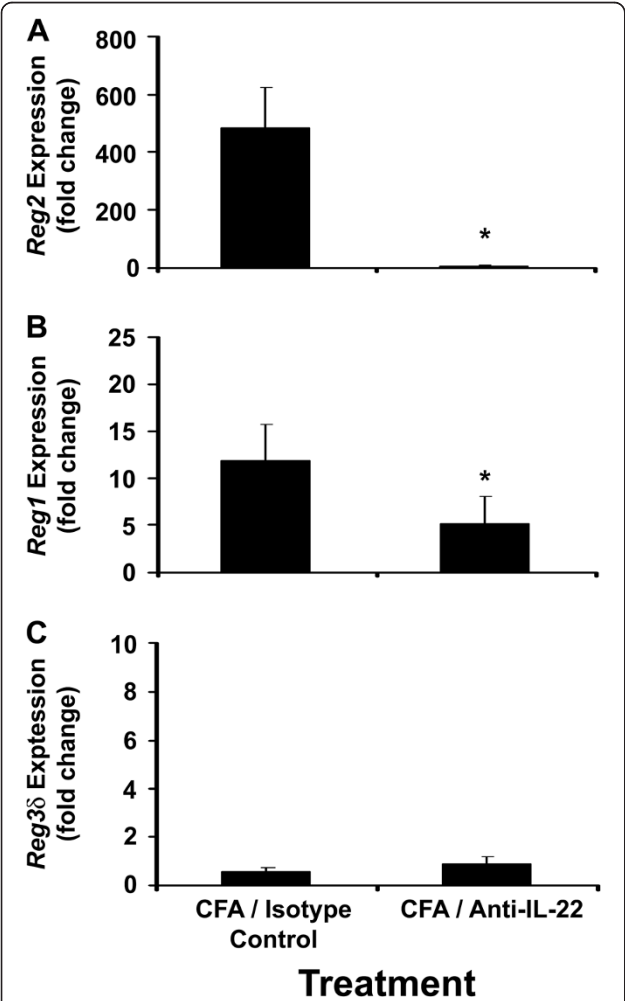 A
Reg2 Expression
(fold change)
800
600
400
200
0
*
B
Reg1 Expression
(fold change)
25
20
15
10
5
0
*
C
Reg3δ Exptession
(fold change)
10
8
6
4
2
0
CFA / Isotype
Control
CFA / Anti-IL-22
Treatment